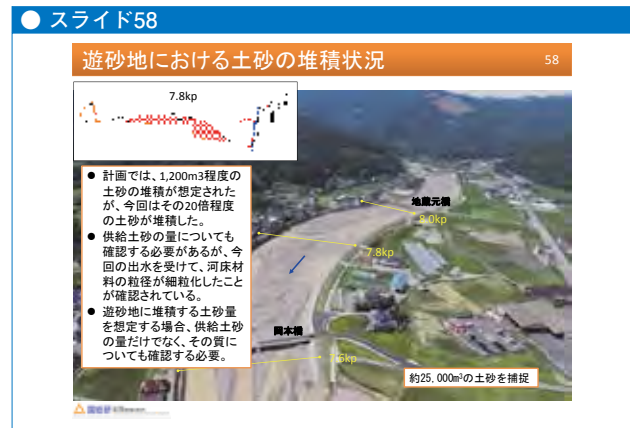 ● スライド58
遊砂地における土砂の堆積状況
58
7.8kp
● 計画では、1,200m3程度の
土砂の堆積が想定された
が、今回はその20倍程度
の土砂が堆積した。
● 供給土砂の量についても
確認する必要があるが、今
回の出水を受けて、河床材
料の粒径が細粒化したこと
が確認されている。
● 遊砂地に堆積する土砂量
を想定する場合、供給土砂
の量だけでなく、その質に
ついても確認する必要。
地蔵元橋
8.0kp
7.8kp
岡本橋
7.6kp
約25,000m³の土砂を捕捉